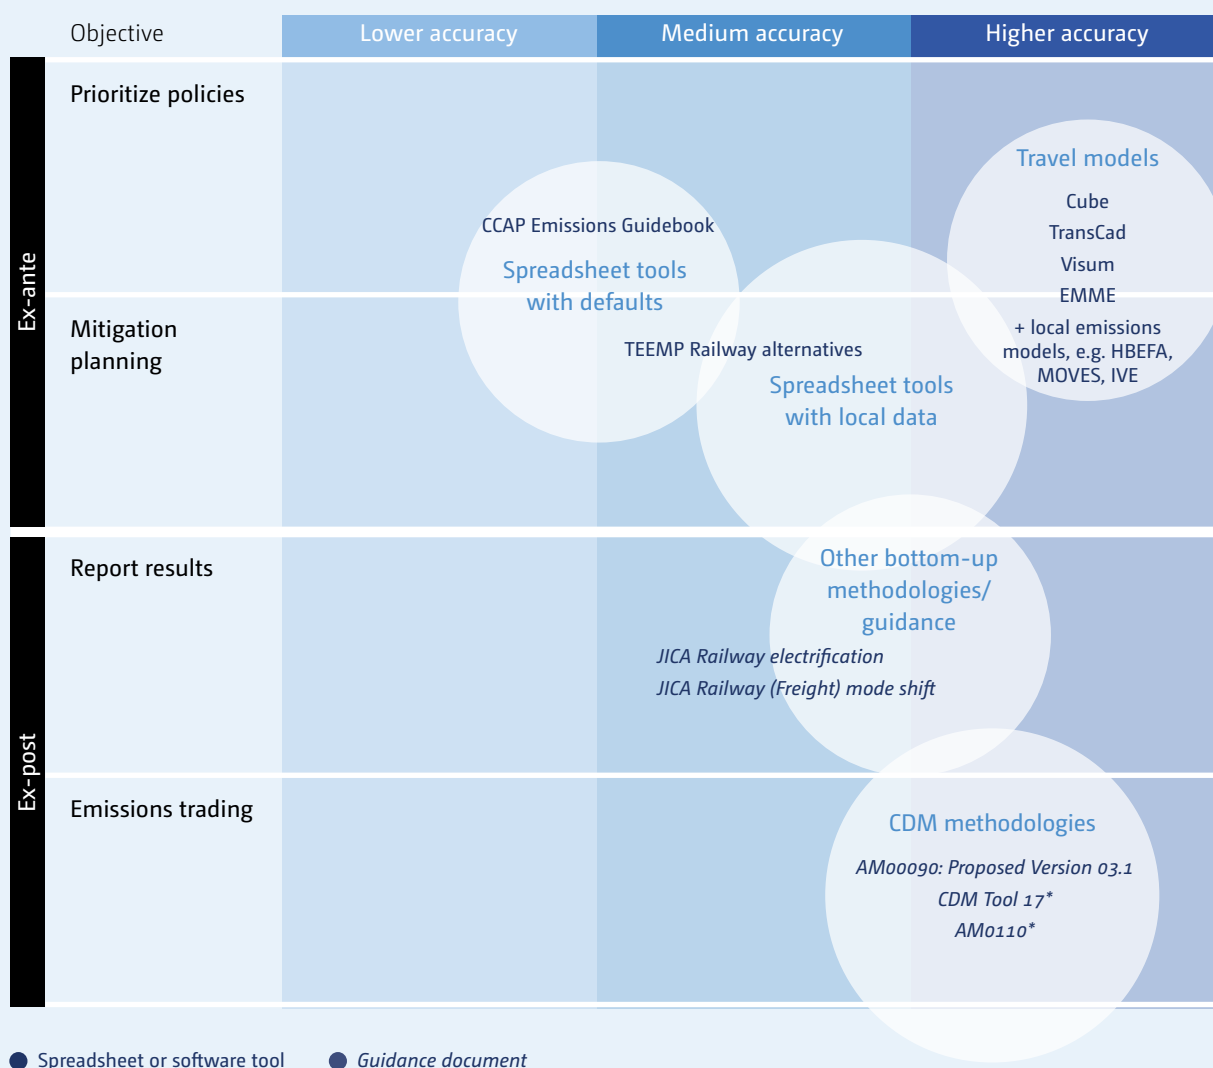 Objective
Lower accuracy
Medium accuracy
Higher accuracy
Ex-ante
Prioritize policies
CCAP Emissions Guidebook
Spreadsheet tools
with defaults
Travel models
Cube
TransCad
Visum
EMME
+ local emissions
models, e.g. HBEFA,
MOVES, IVE
Mitigation
planning
TEEMP Railway alternatives
Spreadsheet tools
with local data
Ex-post
Report results
Other bottom-up
methodologies/
guidance
JICA Railway electrification
JICA Railway (Freight) mode shift
Emissions trading
CDM methodologies
AM00090: Proposed Version 03.1
CDM Tool 17*
AM0110*
Spreadsheet or software tool
Guidance document